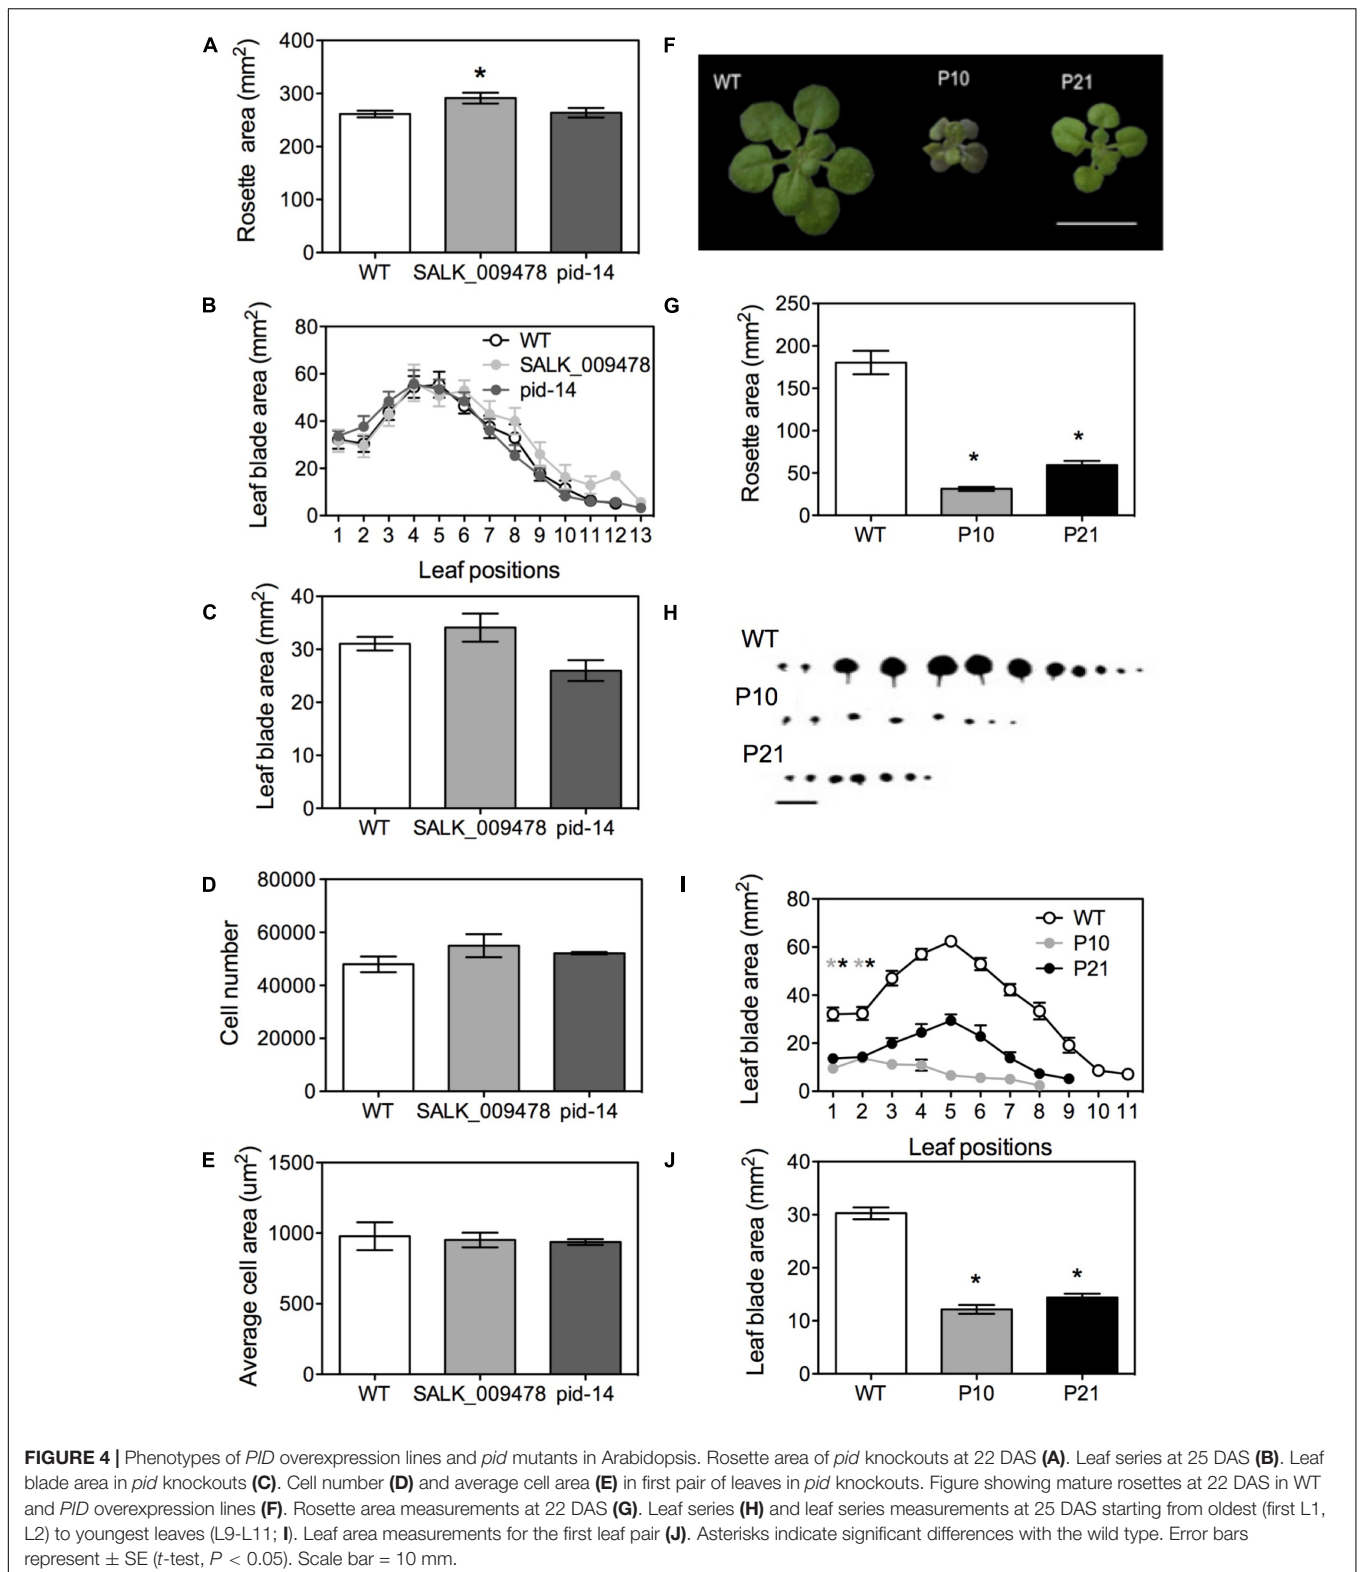 A
Rosette area (mm2)
400
300
200
100
0
*
WT SALK_009478 pid-14
F
WT P10 P21
B
Leaf blade area (mm2)
80
60
40
20
0
WT
SALK_009478
pid-14
1 2 3 4 5 6 7 8 9 10 11 12 13
Leaf positions
G
Rosette area (mm2)
250
200
150
100
50
0
* *
WT P10 P21
C
Leaf blade area (mm2)
40
30
20
10
0
WT SALK_009478 pid-14
H
WT
P10
P21
D
Cell number
80000
60000
40000
20000
0
WT SALK_009478 pid-14
I
Leaf blade area (mm2)
80
60
40
20
0
WT
P10
P21
** **
1 2 3 4 5 6 7 8 9 10 11
Leaf positions
E
Average cell area (um2)
1500
1000
500
0
WT SALK_009478 pid-14
J
Leaf blade area (mm2)
40
30
20
10
0
* *
WT P10 P21
FIGURE 4 | Phenotypes of PID overexpression lines and pid mutants in Arabidopsis. Rosette area of pid knockouts at 22 DAS (A). Leaf series at 25 DAS (B). Leaf
blade area in pid knockouts (C). Cell number (D) and average cell area (E) in first pair of leaves in pid knockouts. Figure showing mature rosettes at 22 DAS in WT
and PID overexpression lines (F). Rosette area measurements at 22 DAS (G). Leaf series (H) and leaf series measurements at 25 DAS starting from oldest (first L1,
L2) to youngest leaves (L9-L11; I). Leaf area measurements for the first leaf pair (J). Asterisks indicate significant differences with the wild type. Error bars
represent ± SE (t-test, P < 0.05). Scale bar = 10 mm.